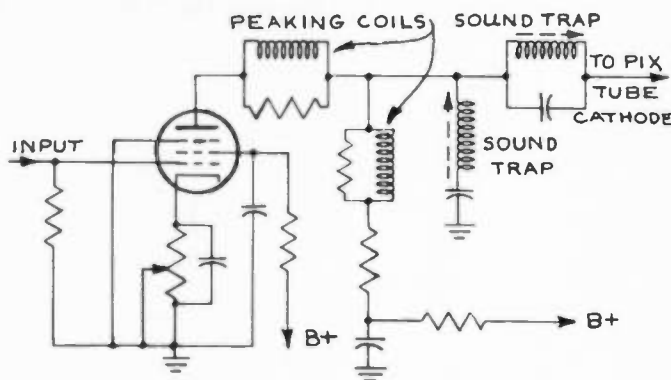 PEAKING COILS
SOUND TRAP
TO PIX
TUBE
CATHODE
INPUT
SOUND
TRAP
B+
B+